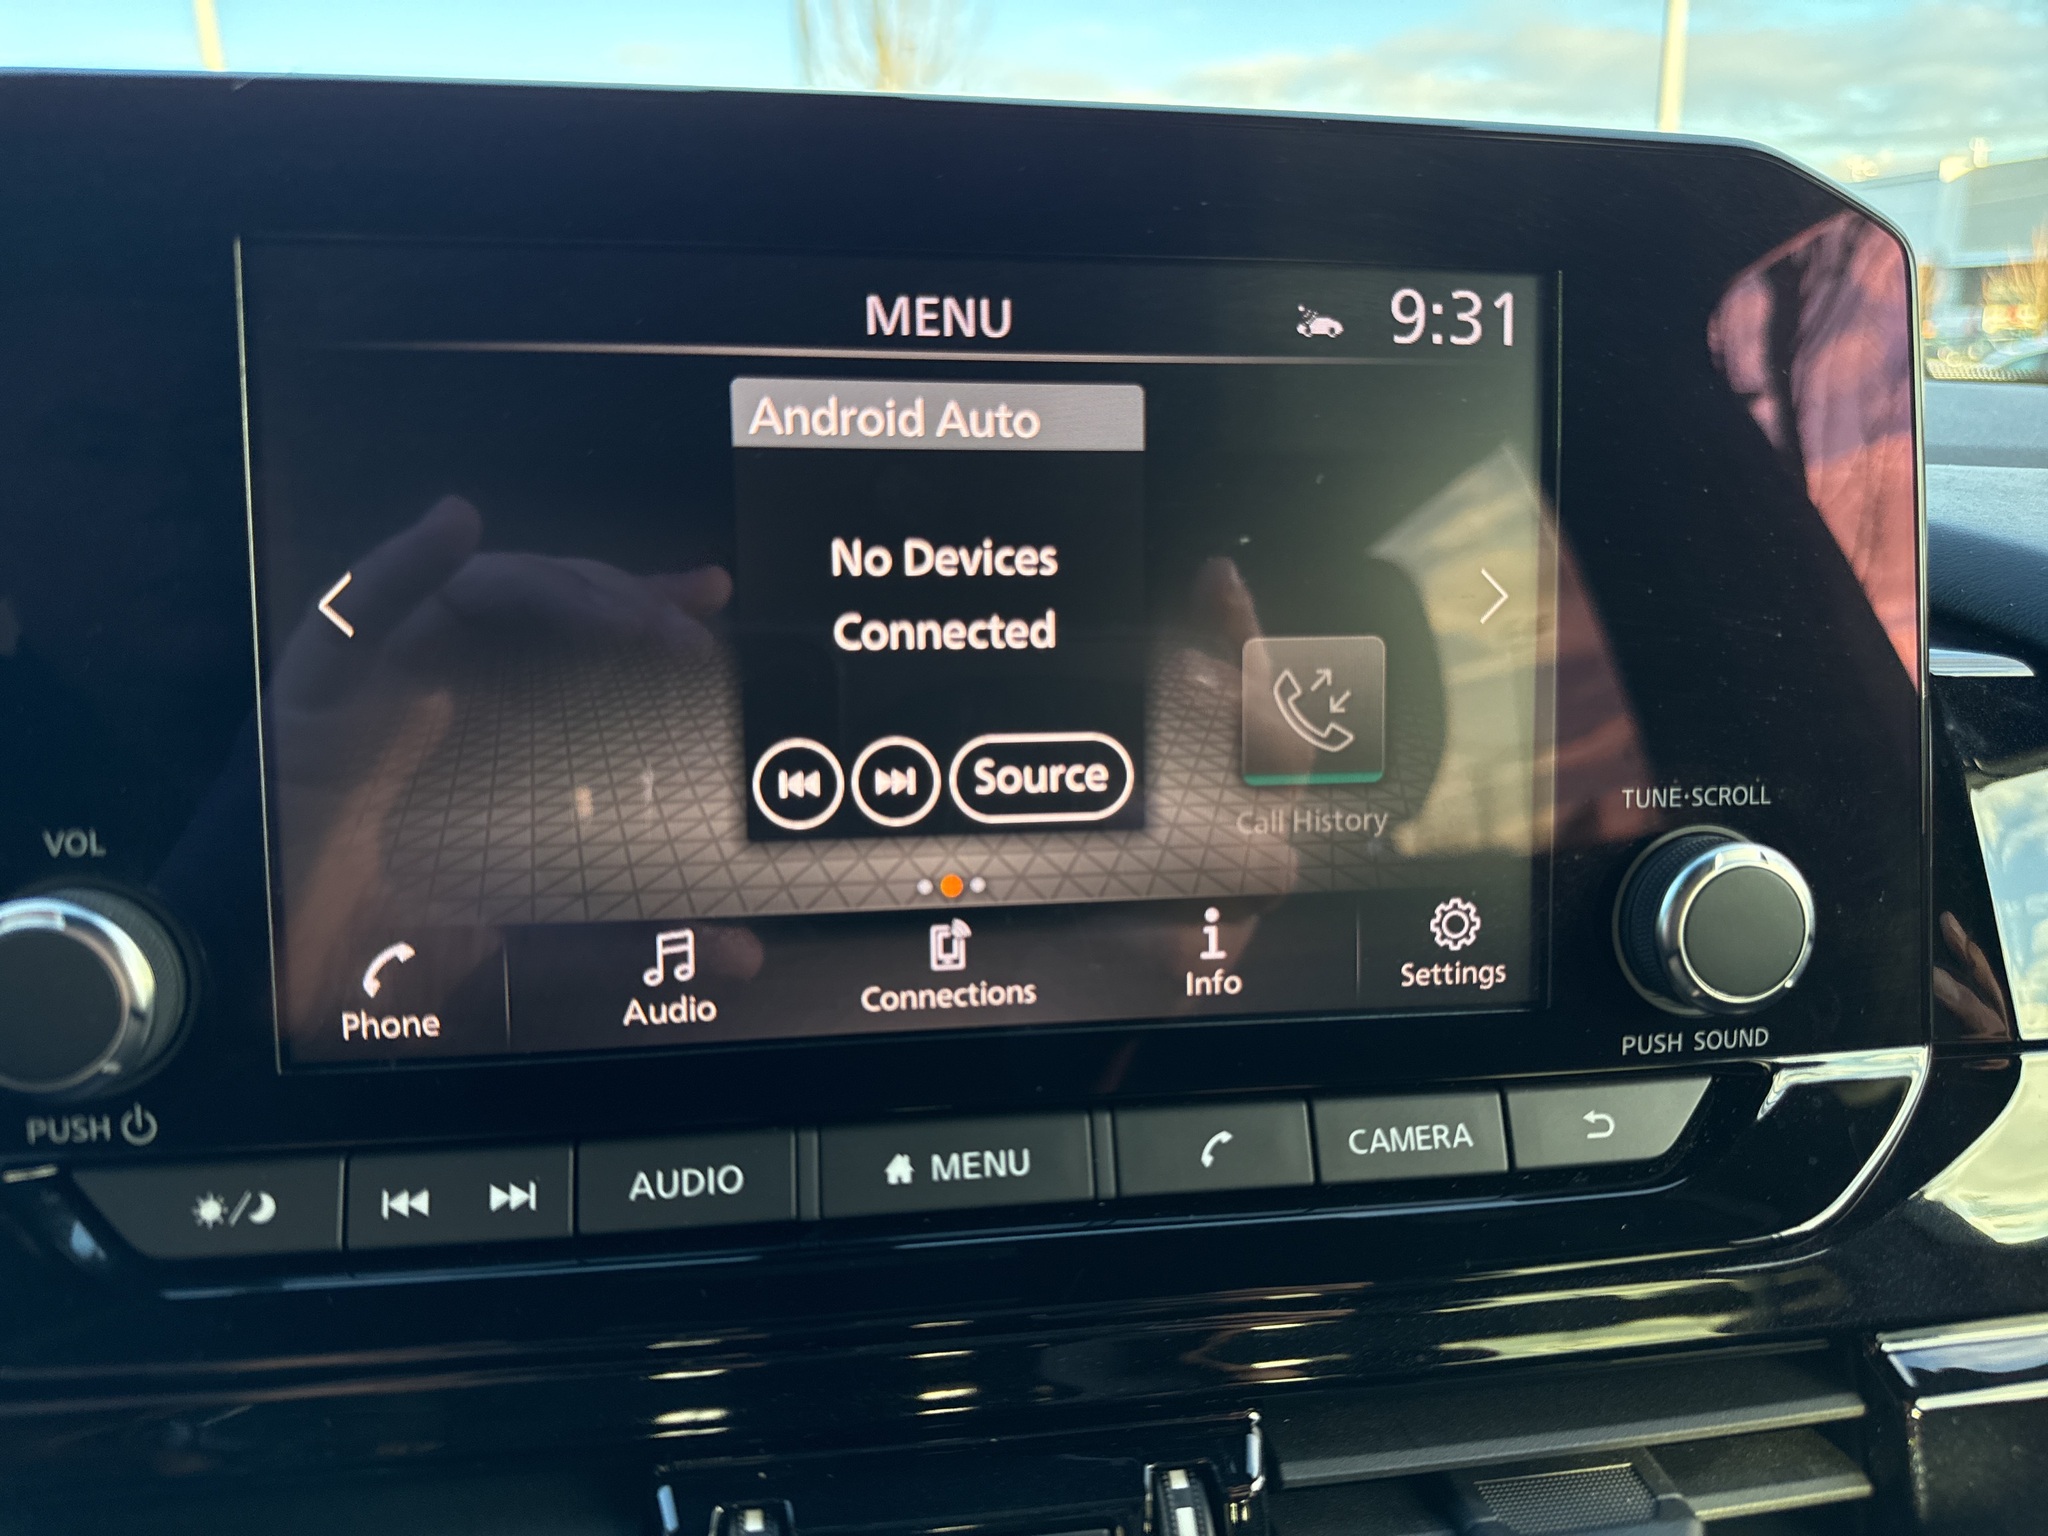 MENU
9:31
Android Auto
No Devices
Connected
Source
Call History
Phone
Audio
Connections
Info
Settings
VOL
PUSH
TUNE·SCROLL
PUSH SOUND
AUDIO
MENU
CAMERA